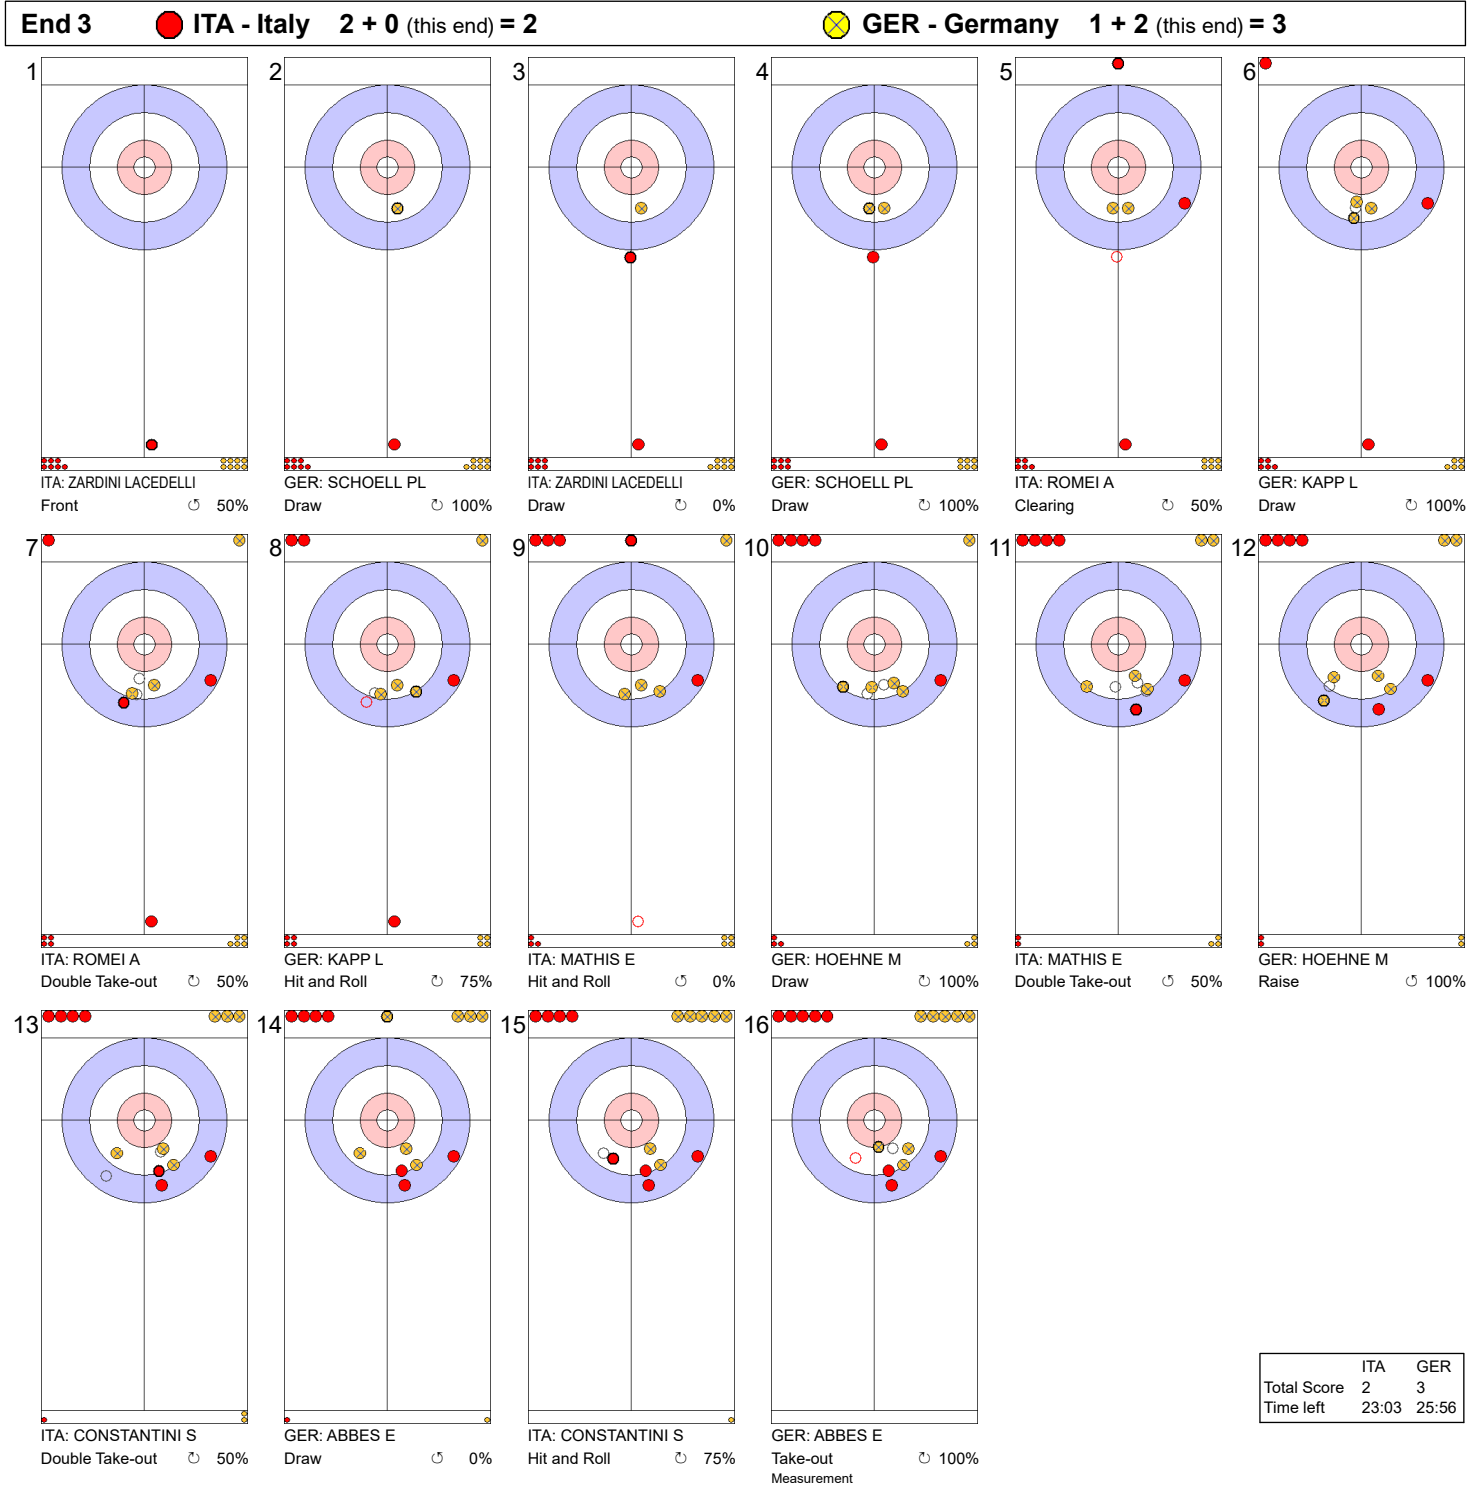 End 3 ITA - Italy 2 + 0 (this end) = 2 GER - Germany 1 + 2 (this end) = 3
1 2 3 4 5 6
ITA: ZARDINI LACEDELLI GER: SCHOELL PL ITA: ZARDINI LACEDELLI GER: SCHOELL PL ITA: ROMEI A GER: KAPP L
Front ↺ 50% Draw ↻ 100% Draw ↻ 0% Draw ↻ 100% Clearing ↻ 50% Draw ↻ 100%
7 8 9 10 11 12
ITA: ROMEI A GER: KAPP L ITA: MATHIS E GER: HOEHNE M ITA: MATHIS E GER: HOEHNE M
Double Take-out ↻ 50% Hit and Roll ↻ 75% Hit and Roll ↺ 0% Draw ↻ 100% Double Take-out ↺ 50% Raise ↻ 100%
13 14 15 16
ITA: CONSTANTINI S GER: ABBES E ITA: CONSTANTINI S GER: ABBES E
Double Take-out ↻ 50% Draw ↺ 0% Hit and Roll ↻ 75% Take-out ↻ 100%
Measurement
ITA GER
Total Score 2 3
Time left 23:03 25:56